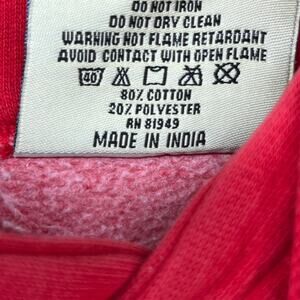 DO NOT IRON
DO NOT DRY CLEAN
WARNING NOT FLAME RETARDANT
AVOID CONTACT WITH OPEN FLAME
40
80% COTTON
20% POLYESTER
RN 81949
MADE IN INDIA